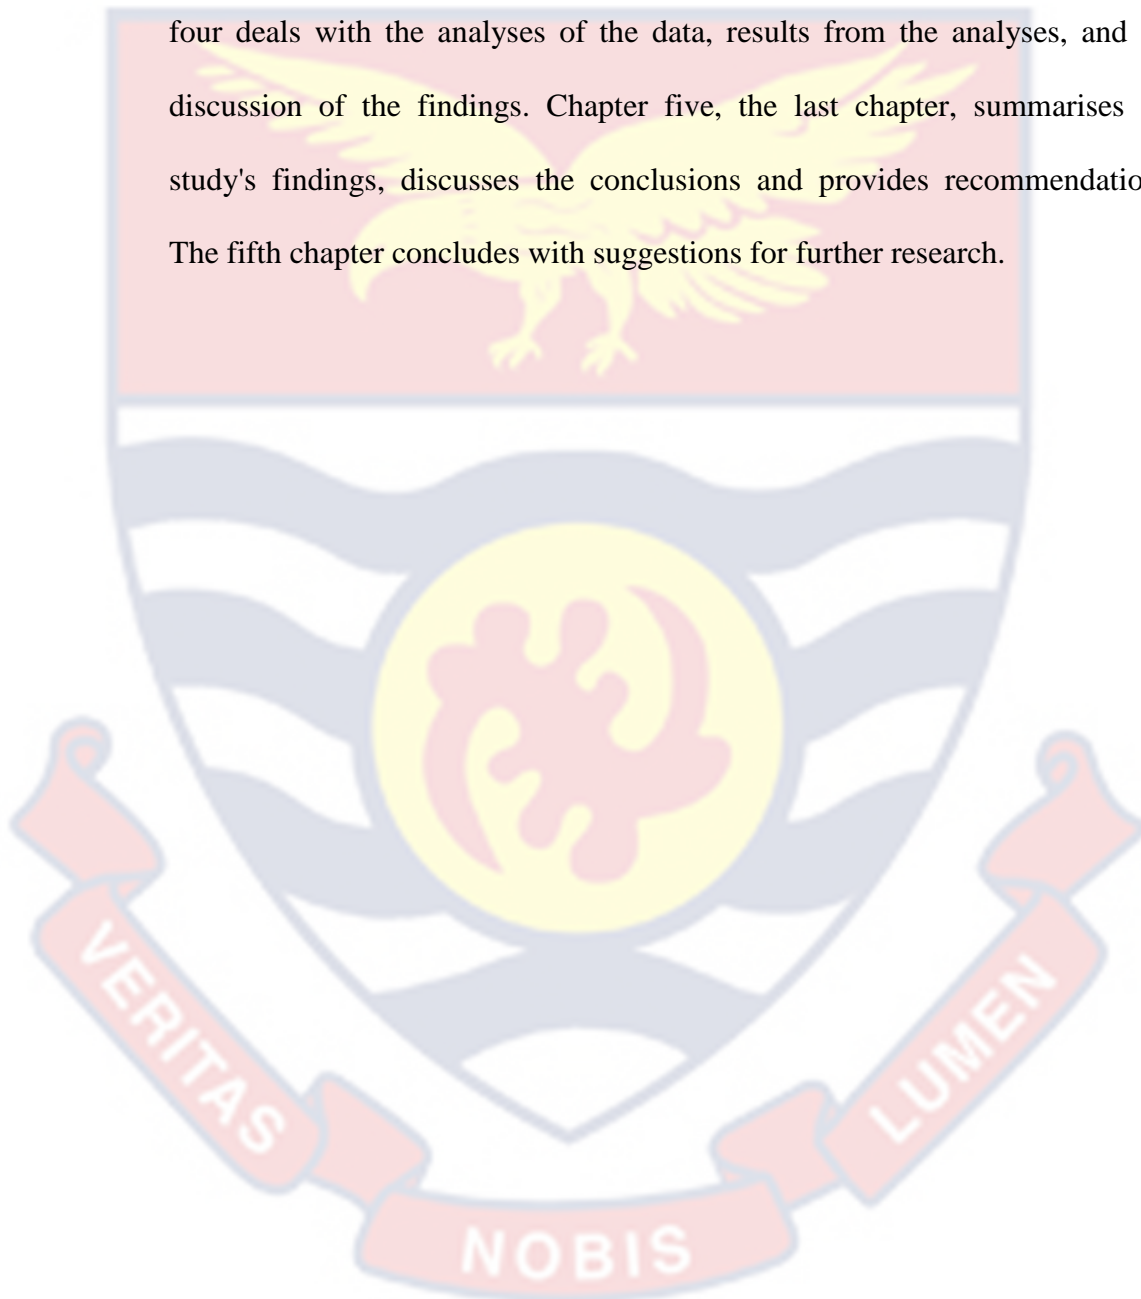 four deals with the analyses of the data, results from the analyses, and
discussion of the findings. Chapter five, the last chapter, summarises
study's findings, discusses the conclusions and provides recommendatio
The fifth chapter concludes with suggestions for further research.
VERITAS
NOBIS
LUMEN